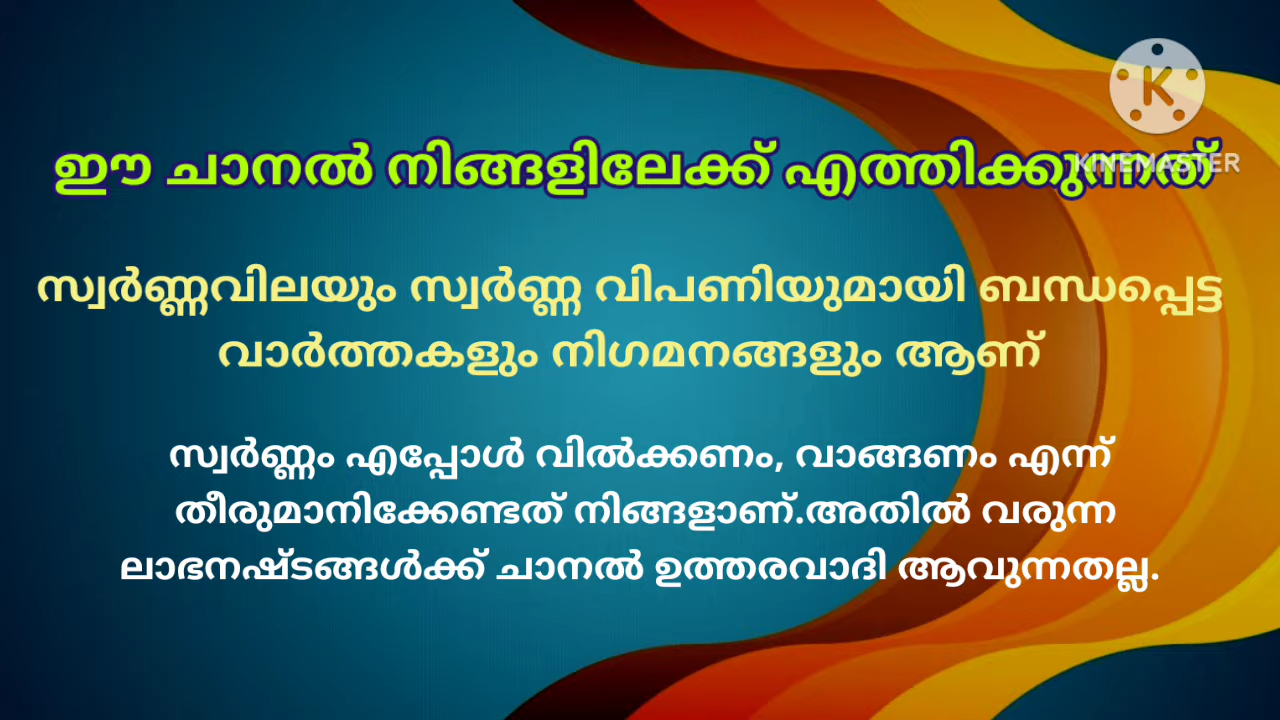 K
KINEMASTER
ഈ ചാനൽ നിങ്ങളിലേക്ക് എത്തിക്കുന്നത്
സ്വർണ്ണവിലയും സ്വർണ്ണ വിപണിയുമായി ബന്ധപ്പെട്ട
വാർത്തകളും നിഗമനങ്ങളും ആണ്
സ്വർണ്ണം എപ്പോൾ വിൽക്കണം, വാങ്ങണം എന്ന്
തീരുമാനിക്കേണ്ടത് നിങ്ങളാണ്.അതിൽ വരുന്ന
ലാഭനഷ്ടങ്ങൾക്ക് ചാനൽ ഉത്തരവാദി ആവുന്നതല്ല.